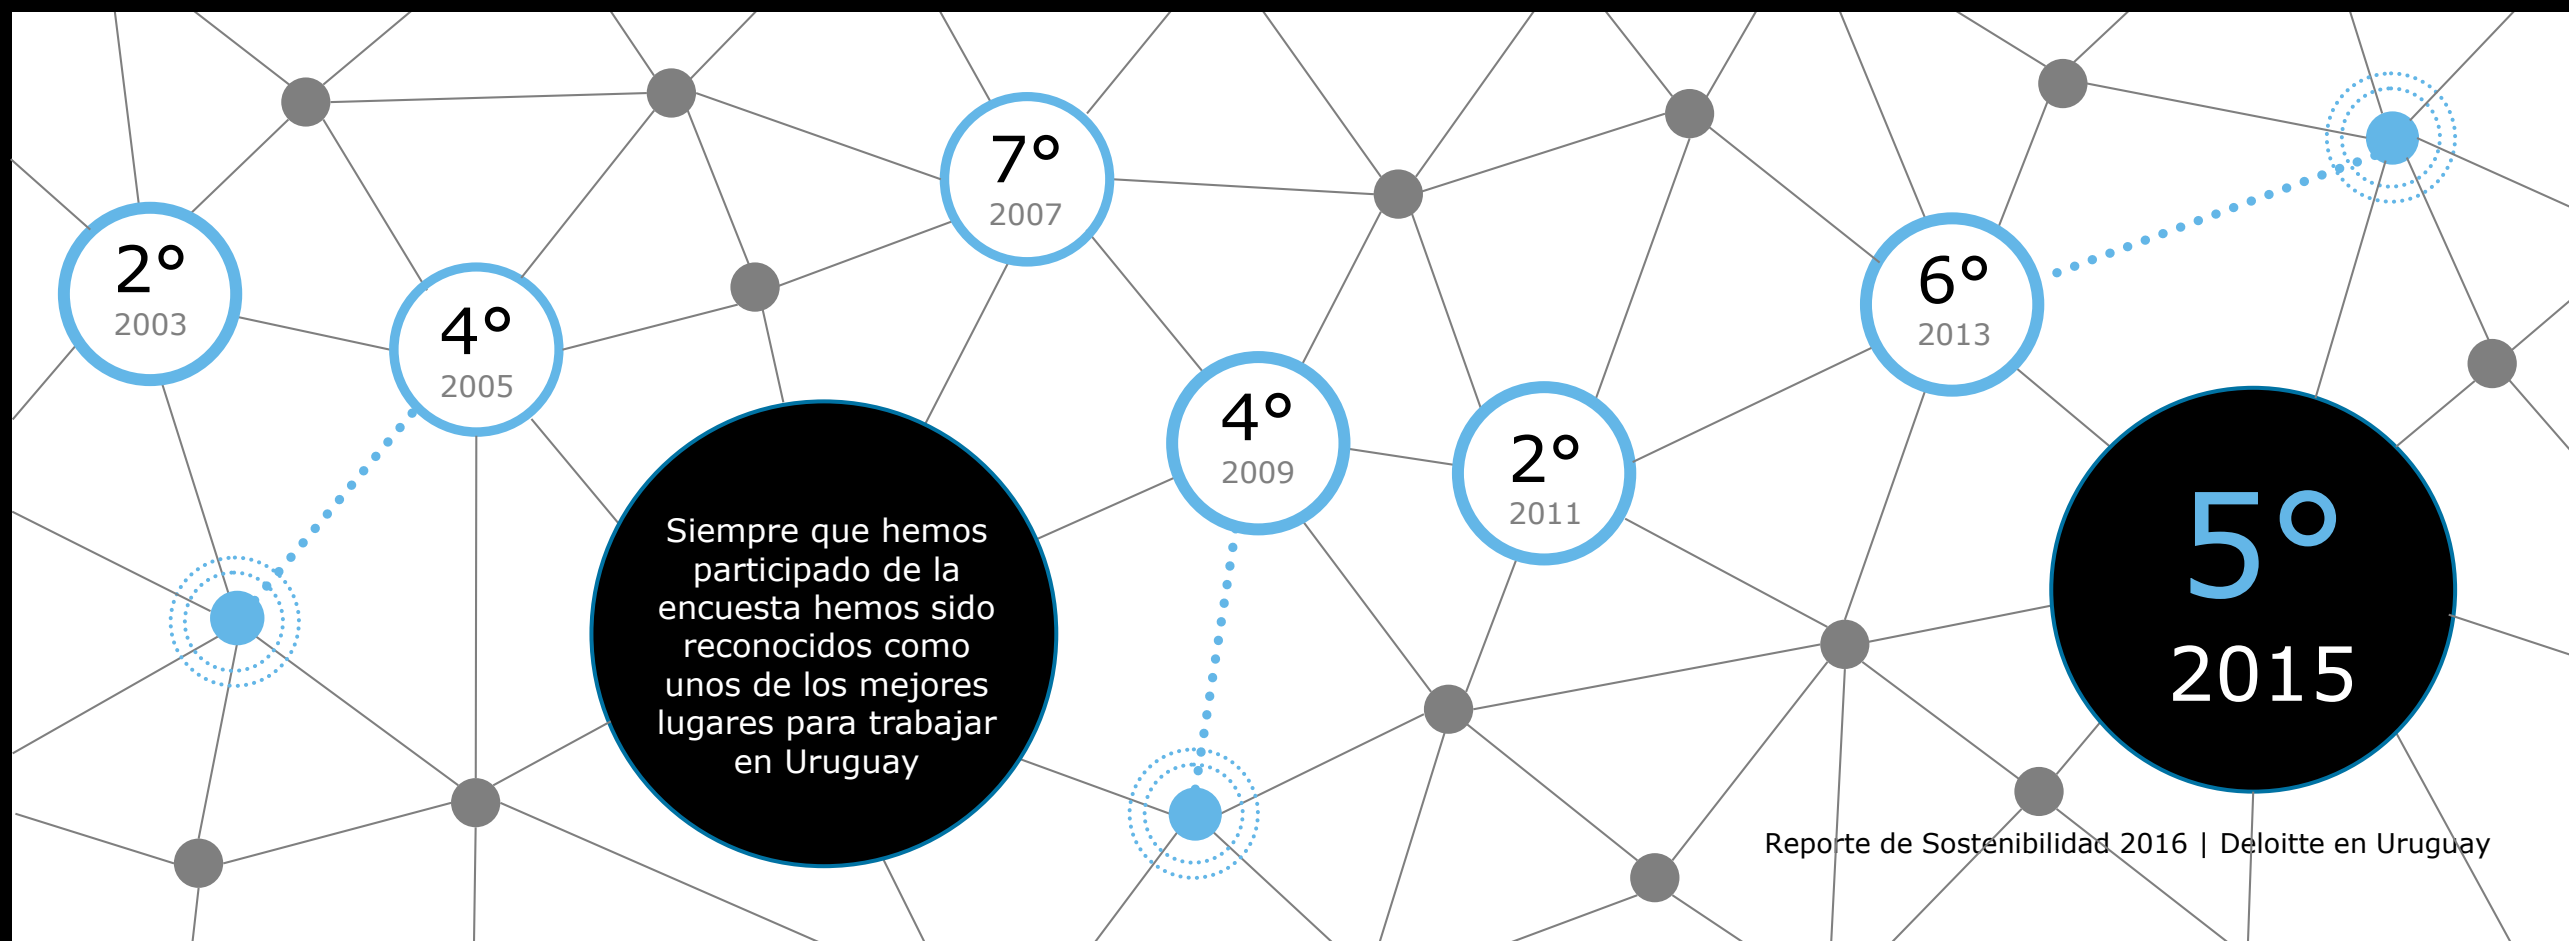 2°
2003
4°
2005
7°
2007
4°
2009
2°
2011
6°
2013
5°
2015
Siempre que hemos
participado de la
encuesta hemos sido
reconocidos como
unos de los mejores
lugares para trabajar
en Uruguay
Reporte de Sostenibilidad 2016 | Deloitte en Uruguay